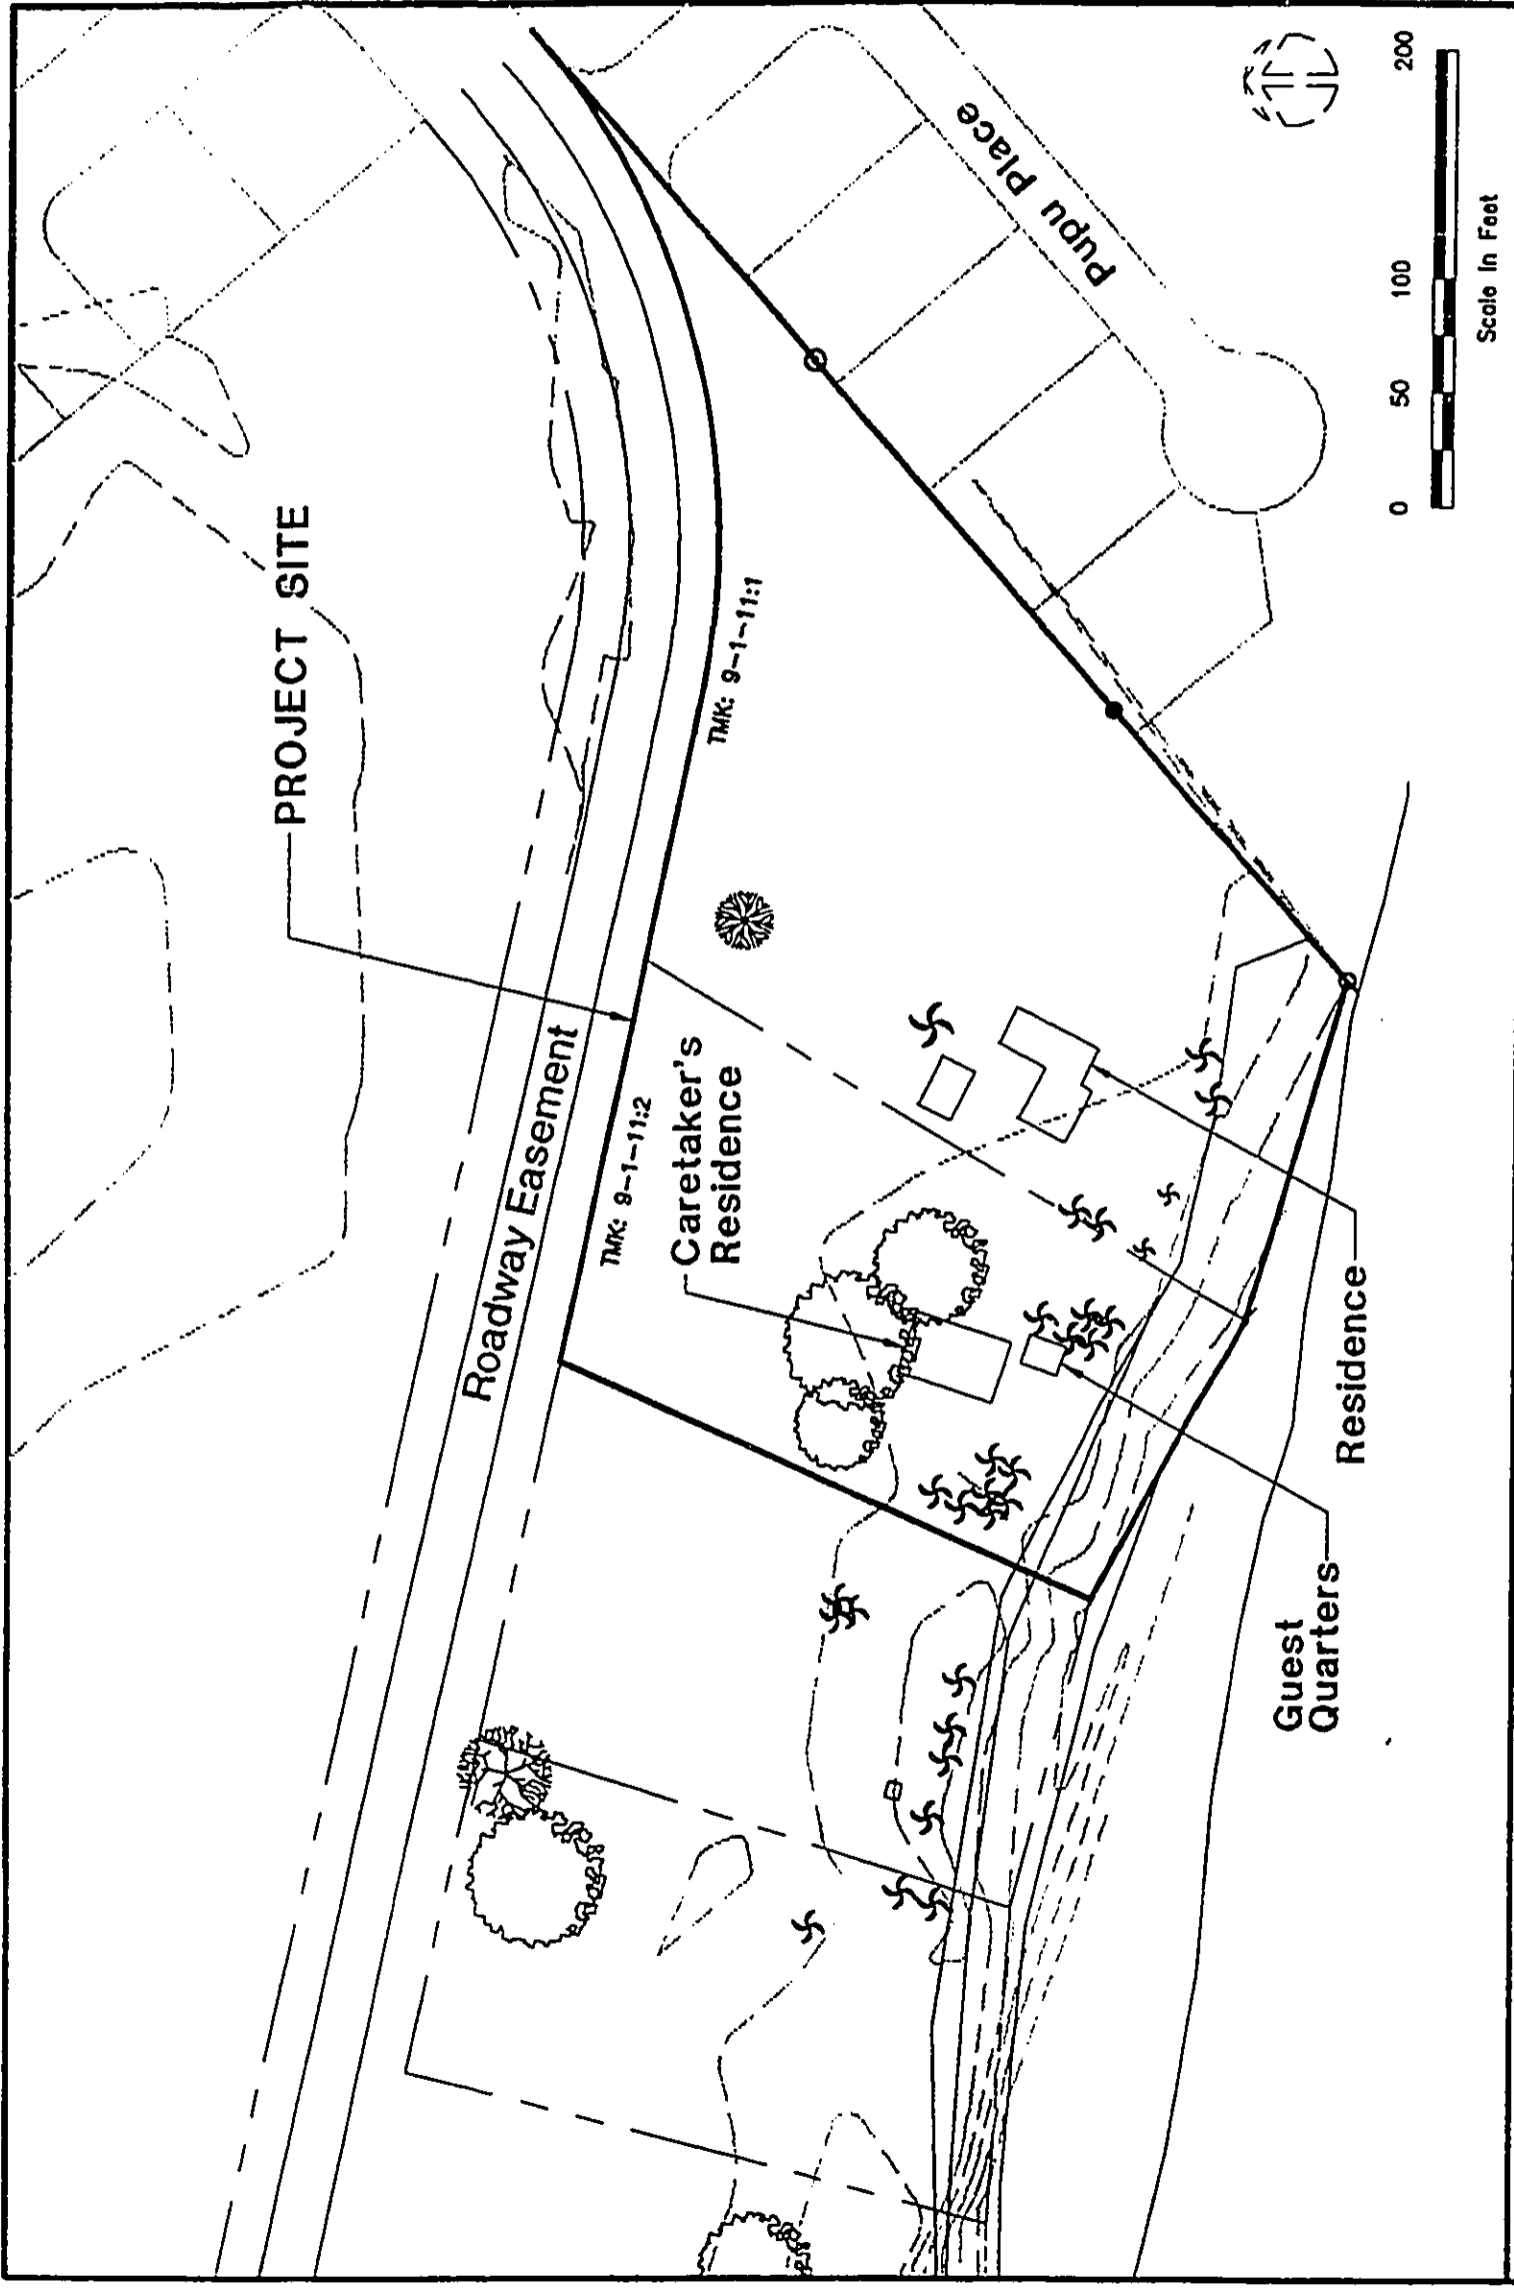 PROJECT SITE
Roadway Easement
TMK: 9-1-11:2
TMK: 9-1-11:1
Caretaker's
Residence
Pupu Place
Guest
Quarters
Residence
0 50 100 200
Scale In Feet